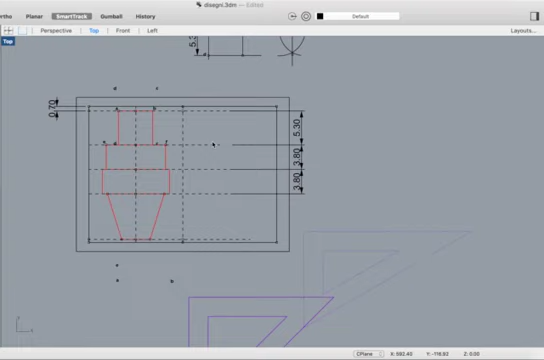 disegni.3dm — Edited
rtho Planar SmartTrack Gumball History Default
Perspective Top Front Left Layouts...
Top
0.70
5.30
3.80
3.80
CPlane X: 592.40 Y: -116.92 Z: 0.00